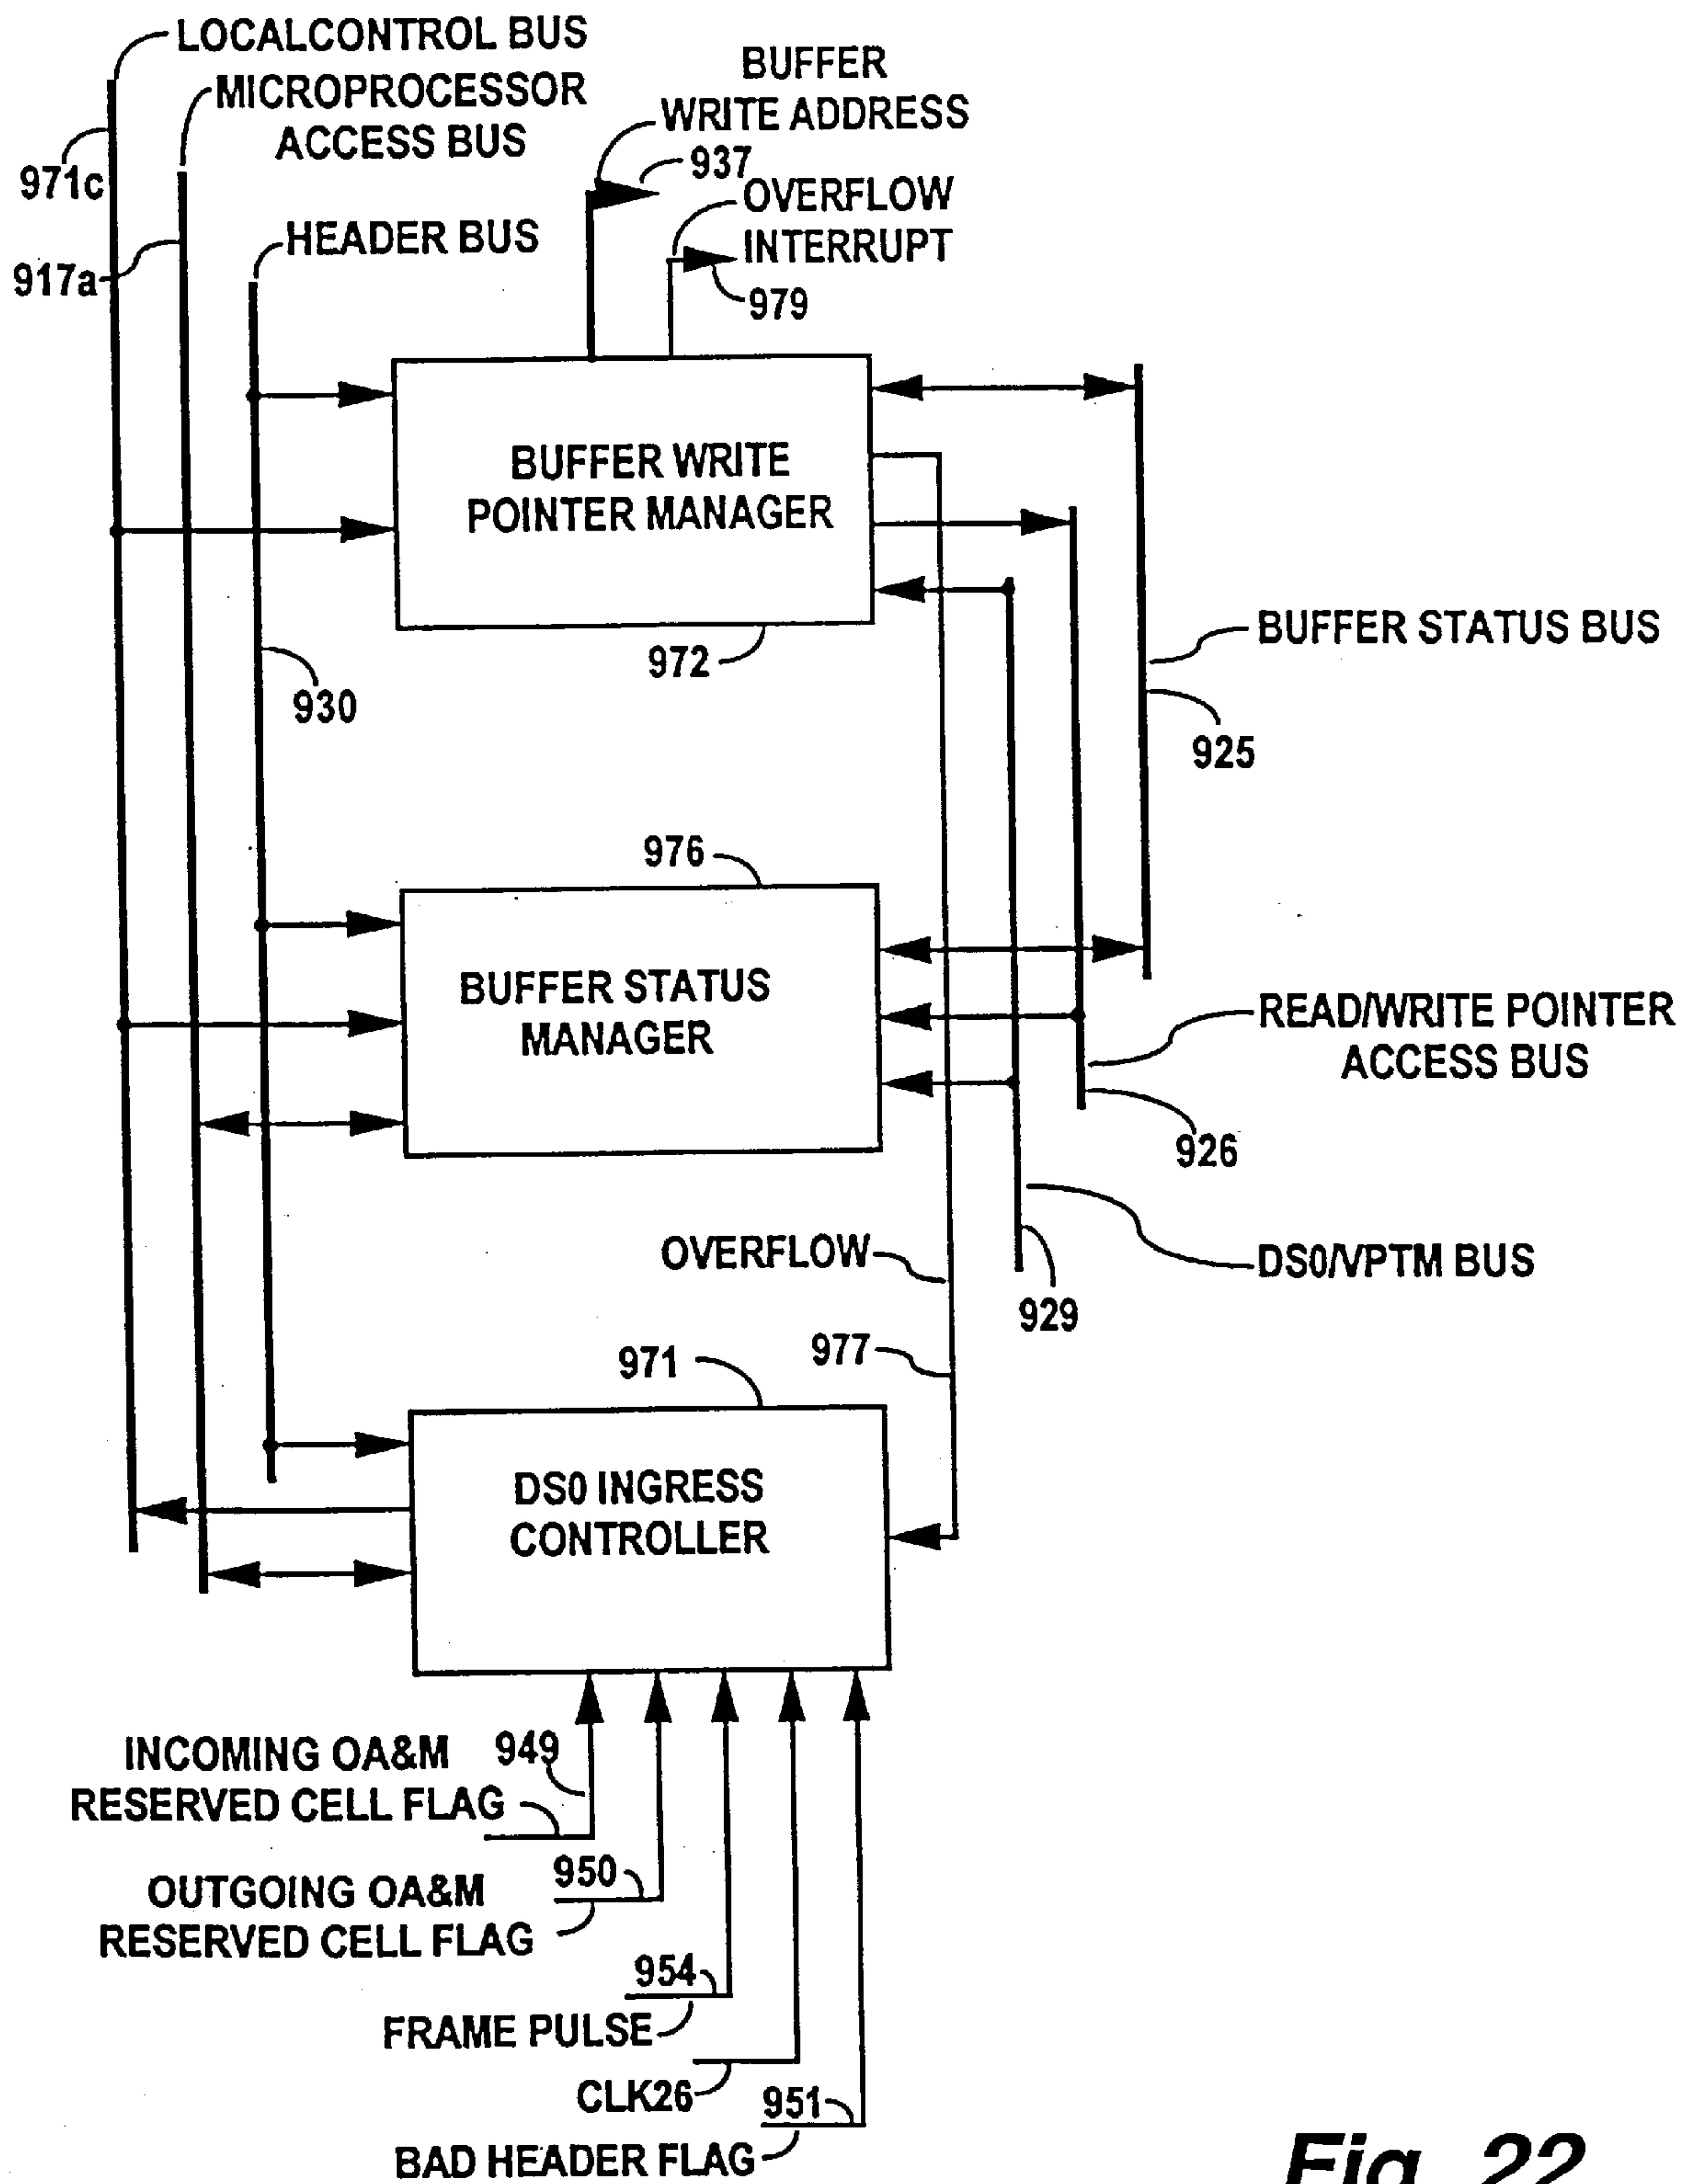 LOCALCONTROL BUS
MICROPROCESSOR
ACCESS BUS
971c
917a
HEADER BUS
BUFFER
WRITE ADDRESS
937
OVERFLOW
INTERRUPT
979
BUFFER WRITE
POINTER MANAGER
972
930
BUFFER STATUS BUS
925
976
BUFFER STATUS
MANAGER
READ/WRITE POINTER
ACCESS BUS
926
OVERFLOW
DS0/VPTM BUS
929
977
971
DS0 INGRESS
CONTROLLER
INCOMING OA&M
RESERVED CELL FLAG
949
OUTGOING OA&M
RESERVED CELL FLAG
950
954
FRAME PULSE
CLK26
951
BAD HEADER FLAG
Fig. 22